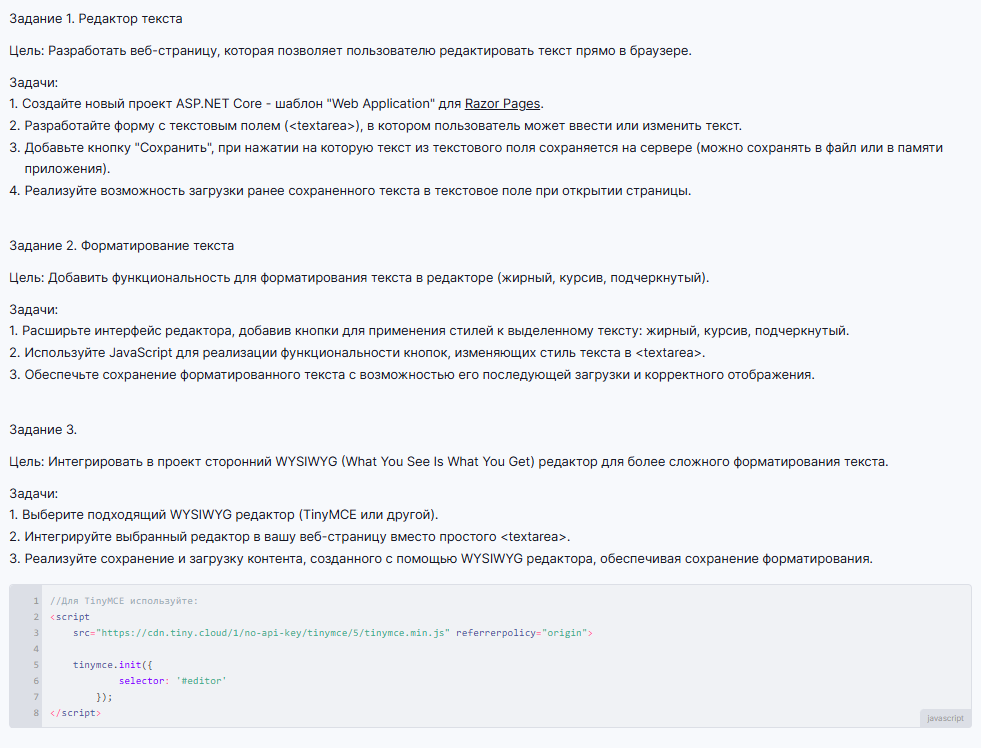 Задание 1. Редактор текста
Цель: Разработать веб-страницу, которая позволяет пользователю редактировать текст прямо в браузере.
Задачи:
1. Создайте новый проект ASP.NET Core - шаблон "Web Application" для Razor Pages.
2. Разработайте форму с текстовым полем (<textarea>), в котором пользователь может ввести или изменить текст.
3. Добавьте кнопку "Сохранить", при нажатии на которую текст из текстового поля сохраняется на сервере (можно сохранять в файл или в памяти
приложения).
4. Реализуйте возможность загрузки ранее сохраненного текста в текстовое поле при открытии страницы.
Задание 2. Форматирование текста
Цель: Добавить функциональность для форматирования текста в редакторе (жирный, курсив, подчеркнутый).
Задачи:
1. Расширьте интерфейс редактора, добавив кнопки для применения стилей к выделенному тексту: жирный, курсив, подчеркнутый.
2. Используйте JavaScript для реализации функциональности кнопок, изменяющих стиль текста в <textarea>.
3. Обеспечьте сохранение форматированного текста с возможностью его последующей загрузки и корректного отображения.
Задание 3.
Цель: Интегрировать в проект сторонний WYSIWYG (What You See Is What You Get) редактор для более сложного форматирования текста.
Задачи:
1. Выберите подходящий WYSIWYG редактор (TinyMCE или другой).
2. Интегрируйте выбранный редактор в вашу веб-страницу вместо простого <textarea>.
3. Реализуйте сохранение и загрузку контента, созданного с помощью WYSIWYG редактора, обеспечивая сохранение форматирования.
1 //Для TinyMCE используйте:
2 <script
3 src="https://cdn.tiny.cloud/1/no-api-key/tinymce/5/tinymce.min.js" referrerpolicy="origin">
4
5 tinymce.init({
6 selector: '#editor'
7 });
8 </script>
javascript